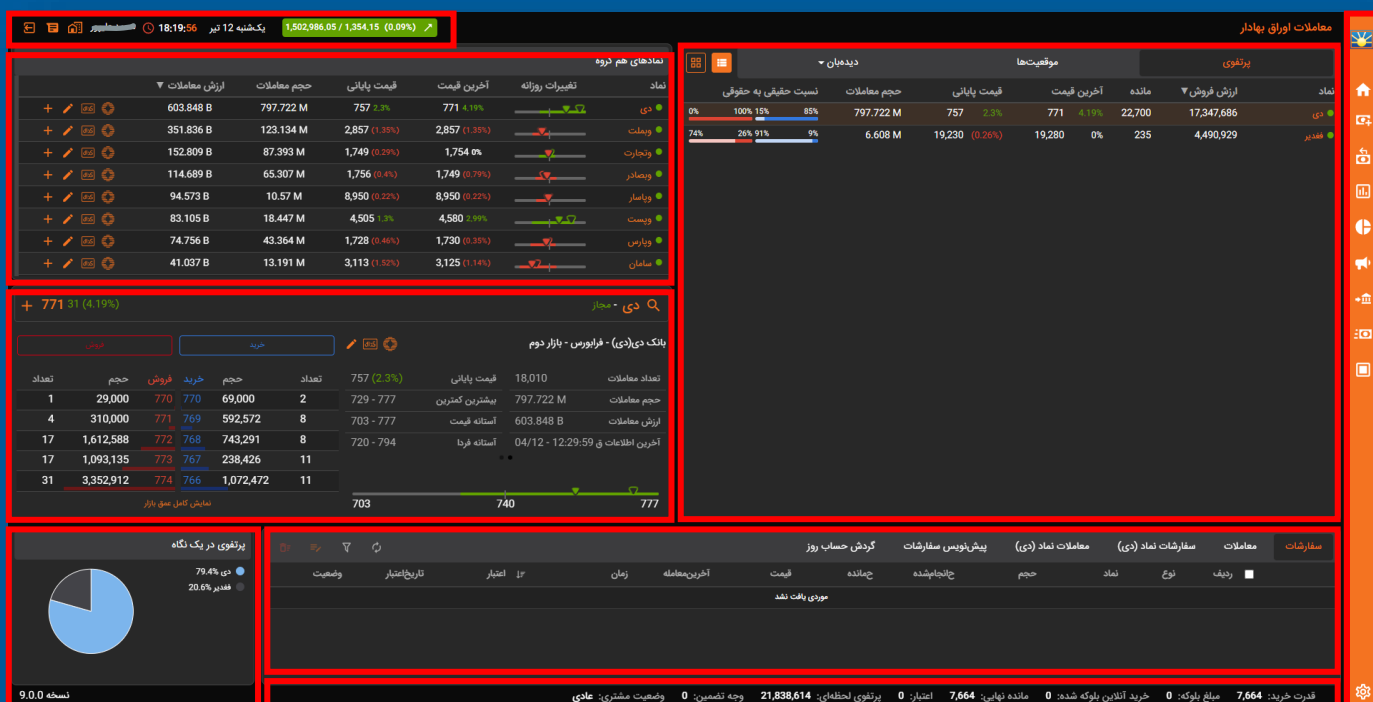 معاملات اوراق بهادار
1,502,986.05 / 1,354.15 (0.09%)
یکشنبه 12 تیر 18:19:56
پرتفوی موقعیت‌ها دیده‌بان
نماد ارزش فروش مانده آخرین قیمت قیمت پایانی حجم معاملات نسبت حقیقی به حقوقی
دی 17,347,686 22,700 771 4.19% 757 2.3% 797.722 M 85% 15% 100% 0%
ففدیر 4,490,929 235 0% 19,280 19,230 (0.26%) 6.608 M 9% 91% 26% 74%
نمادهای هم گروه
نماد تغییرات روزانه آخرین قیمت قیمت پایانی حجم معاملات ارزش معاملات
دی 771 4.19% 757 2.3% 797.722 M 603.848 B
وبملت 2,857 (1.35%) 2,857 (1.35%) 123.134 M 351.836 B
وتجارت 1,754 0% 1,749 (0.29%) 87.393 M 152.809 B
وبصادر 1,749 (0.79%) 1,756 (0.4%) 65.307 M 114.689 B
وپاسار 8,950 (0.22%) 8,950 (0.22%) 10.57 M 94.573 B
وپست 4,580 2.99% 4,505 1.3% 18.447 M 83.105 B
وپارس 1,730 (0.35%) 1,728 (0.46%) 43.364 M 74.756 B
سامان 3,125 (1.14%) 3,113 (1.52%) 13.191 M 41.037 B
دی - مجاز
771 31 (4.19%)
بانک دی(دی) - فرابورس - بازار دوم
خرید فروش
تعداد معاملات 18,010 قیمت پایانی 757 (2.3%)
حجم معاملات 797.722 M بیشترین کمترین 729 - 777
ارزش معاملات 603.848 B آستانه قیمت 703 - 777
آخرین اطلاعات ق 04/12 - 12:29:59 آستانه فردا 720 - 794
703 740 777
تعداد حجم خرید فروش حجم تعداد
2 69,000 770 770 29,000 1
8 592,572 769 771 310,000 4
8 743,291 768 772 1,612,588 17
11 238,426 767 773 1,093,135 17
11 1,072,472 766 774 3,352,912 31
نمایش کامل عمق بازار
سفارشات معاملات سفارشات نماد (دی) معاملات نماد (دی) پیش‌نویس سفارشات گردش حساب روز
ردیف نوع نماد حجم ح‌انجام‌شده ح‌مانده قیمت آخرین‌معامله زمان اعتبار تاریخ‌اعتبار وضعیت
موردی یافت نشد
پرتفوی در یک نگاه
دی 79.4%
ففدیر 20.6%
نسخه 9.0.0
قدرت خرید: 7,664 مبلغ بلوکه: 0 خرید آنلاین بلوکه شده: 0 مانده نهایی: 7,664 اعتبار: 0 پرتفوی لحظه‌ای: 21,838,614 وجه تضمین: 0 وضعیت مشتری: عادی